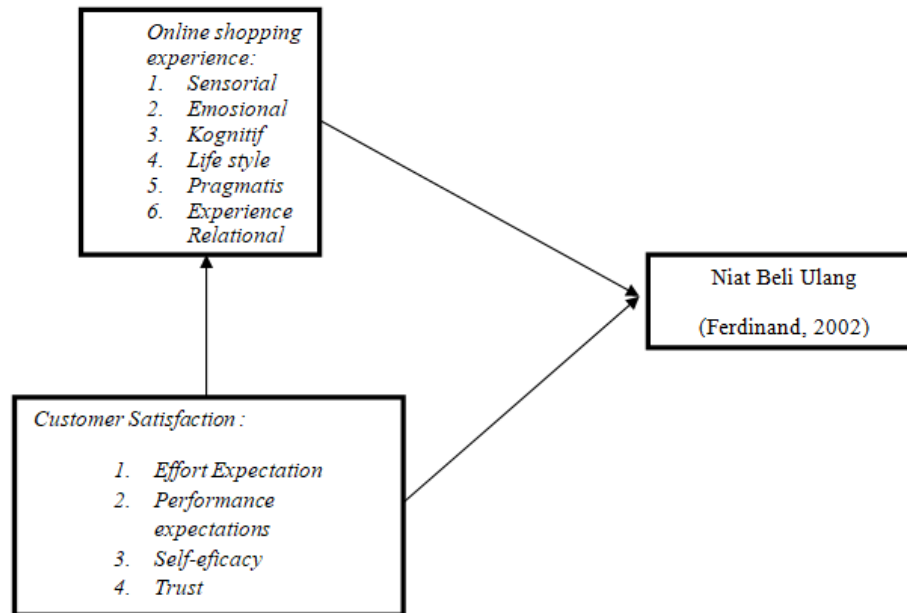 Online shopping
experience:
1. Sensorial
2. Emosional
3. Kognitif
4. Life style
5. Pragmatis
6. Experience
Relational
Niat Beli Ulang
(Ferdinand, 2002)
Customer Satisfaction :
1. Effort Expectation
2. Performance
expectations
3. Self-eficacy
4. Trust